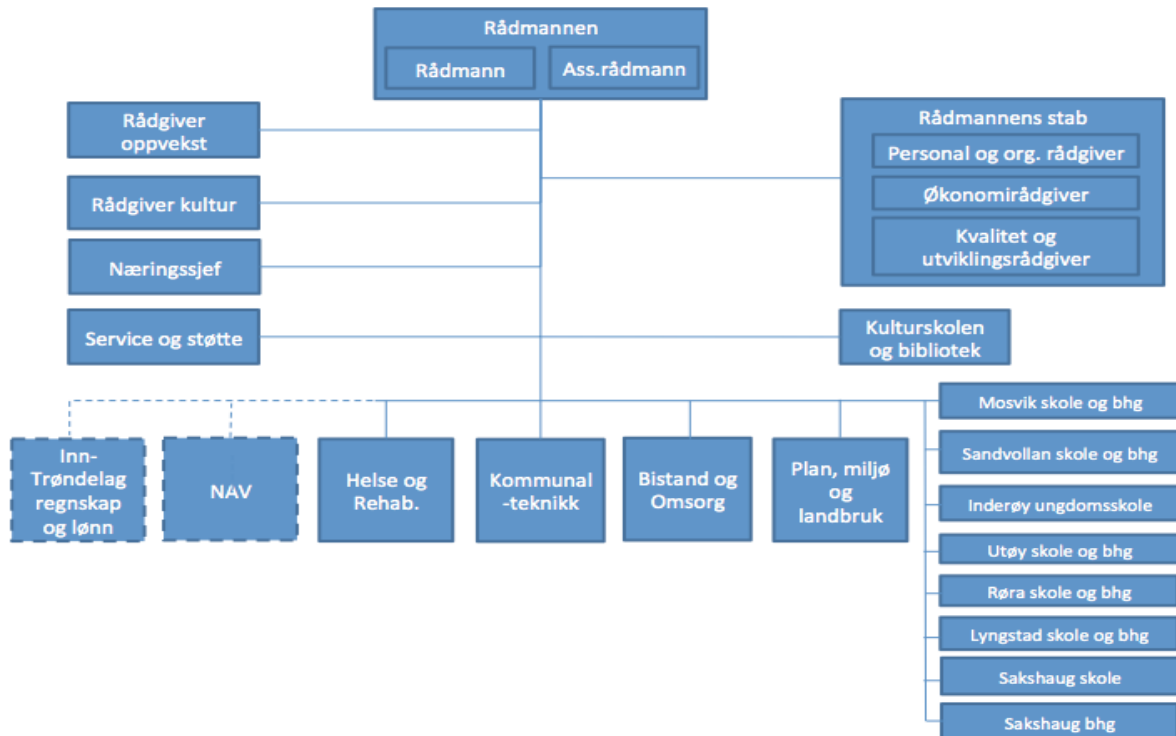 Rådmannen
Rådmann
Ass.rådmann
Rådgiver
oppvekst
Rådgiver kultur
Næringssjef
Service og støtte
Rådmannens stab
Personal og org. rådgiver
Økonomirådgiver
Kvalitet og
utviklingsrådgiver
Kulturskolen
og bibliotek
Inn-
Trøndelag
regnskap
og lønn
NAV
Helse og
Rehab.
Kommunal
-teknikk
Bistand og
Omsorg
Plan, miljø
og
landbruk
Mosvik skole og bhg
Sandvollan skole og bhg
Inderøy ungdomsskole
Utøy skole og bhg
Røra skole og bhg
Lyngstad skole og bhg
Sakshaug skole
Sakshaug bhg